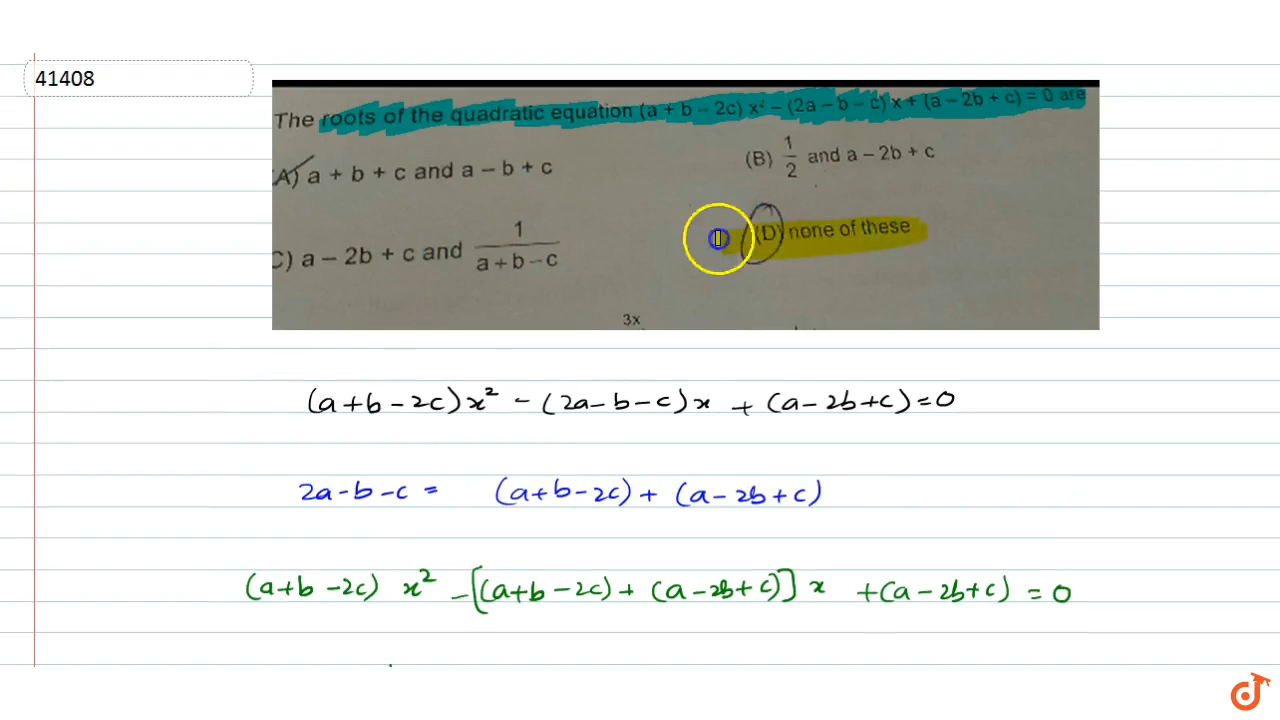 41408
The roots of the quadratic equation (a + b – 2c) x² – (2a – b – c) x + (a – 2b + c) = 0 are
A) a + b + c and a – b + c
(B) 1/2 and a – 2b + c
C) a – 2b + c and 1/(a + b – c)
(D) none of these
3x
(a+b-2c)x² - (2a-b-c)x + (a-2b+c)=0
2a-b-c = (a+b-2c) + (a-2b+c)
(a+b-2c) x² -[(a+b-2c) + (a-2b+c)] x +(a-2b+c) = 0